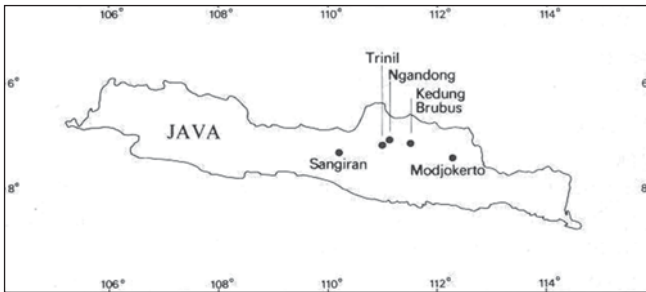 106° 108° 110° 112° 114°
Trinil
Ngandong
6° 6
Kedung
Brubus
JAVA
Sangiran
Modjokerto
8° 8
106° 108° 110° 112° 114°